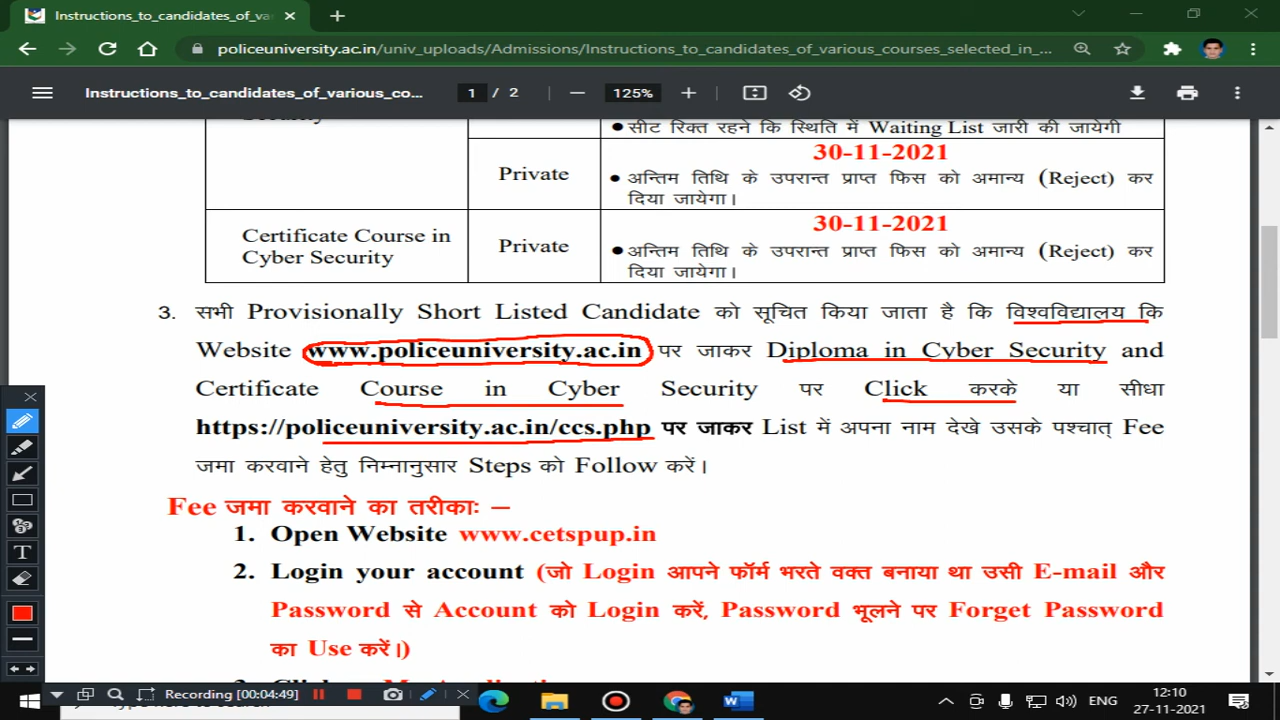 Instructions_to_candidates_of_va
policeuniversity.ac.in/univ_uploads/Admissions/Instructions_to_candidates_of_various_courses_selected_in_...
Instructions_to_candidates_of_various_co...
1 / 2
125%
Security
● सीट रिक्त रहने कि स्थिति में Waiting List जारी की जायेगी
Private
30-11-2021
● अन्तिम तिथि के उपरान्त प्राप्त फिस को अमान्य (Reject) कर
दिया जायेगा।
Certificate Course in
Cyber Security
Private
30-11-2021
● अन्तिम तिथि के उपरान्त प्राप्त फिस को अमान्य (Reject) कर
दिया जायेगा।
3. सभी Provisionally Short Listed Candidate को सूचित किया जाता है कि विश्वविद्यालय कि
Website www.policeuniversity.ac.in पर जाकर Diploma in Cyber Security and
Certificate Course in Cyber Security पर Click करके या सीधा
https://policeuniversity.ac.in/ccs.php पर जाकर List में अपना नाम देखे उसके पश्चात् Fee
जमा करवाने हेतु निम्नानुसार Steps को Follow करें।
Fee जमा करवाने का तरीकाः –
1. Open Website www.cetspup.in
2. Login your account (जो Login आपने फॉर्म भरते वक्त बनाया था उसी E-mail और
Password से Account को Login करें, Password भूलने पर Forget Password
का Use करें।)
T
Recording [00:04:49]
ENG
12:10
27-11-2021